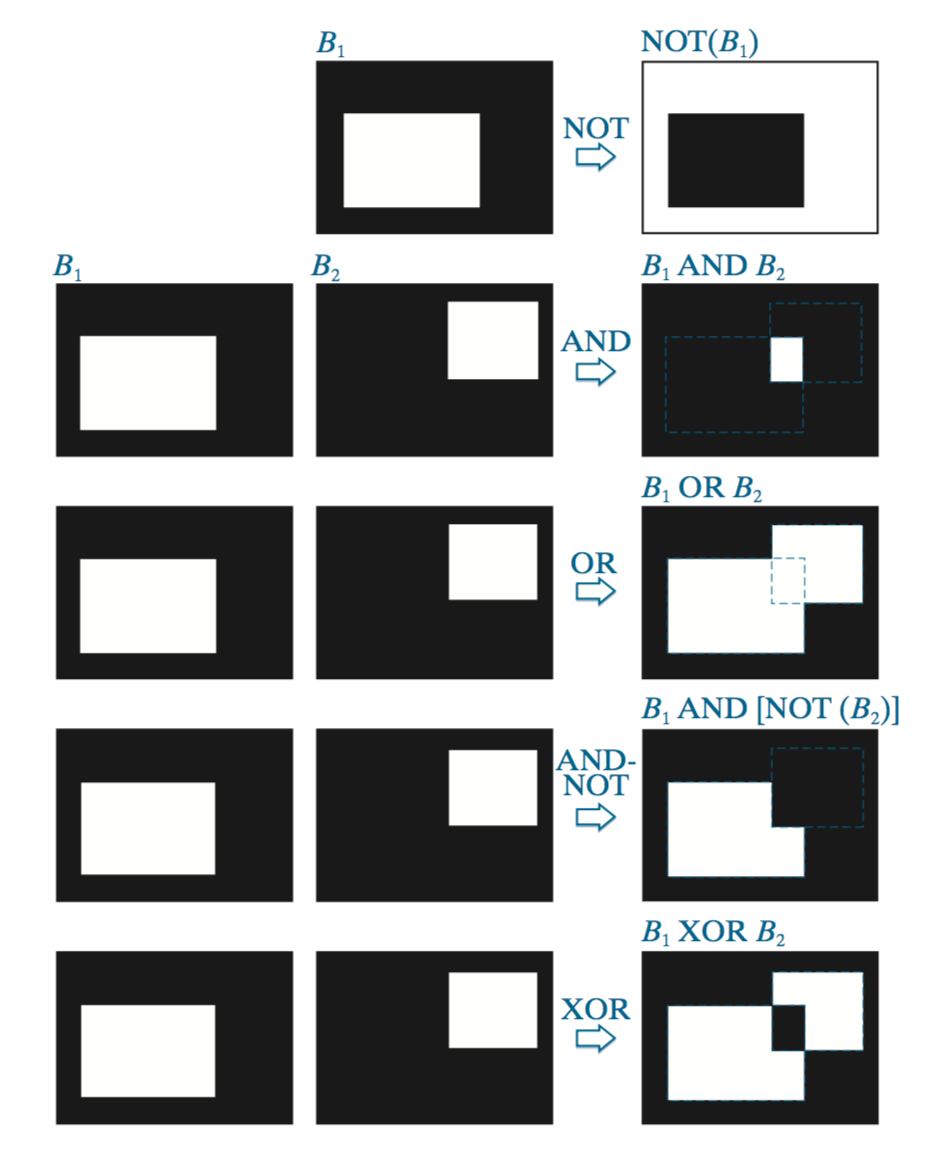 B₁
NOT(B₁)
NOT
B₁
B₂
B₁ AND B₂
AND
B₁ OR B₂
OR
B₁ AND [NOT (B₂)]
AND-
NOT
B₁ XOR B₂
XOR